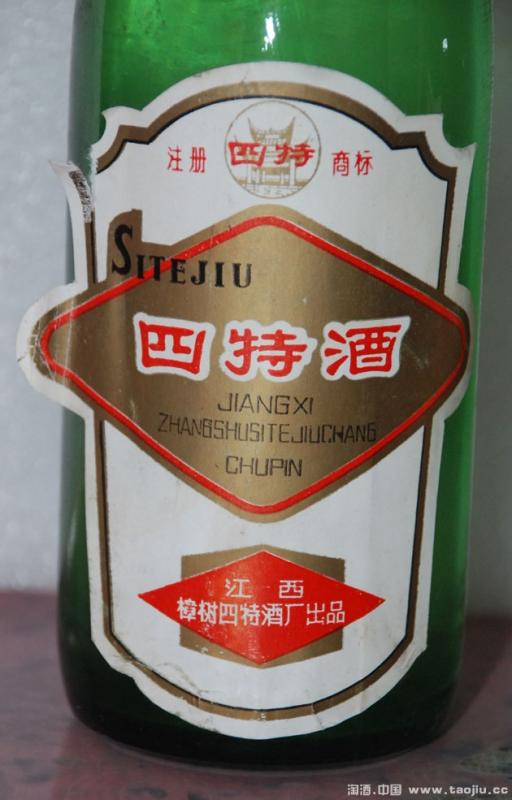 注册 四特 商标
SITEJIU
四特酒
JIANGXI
ZHANGSHUSITEJIUCHANG
CHUPIN
江西
樟树四特酒厂出品
淘酒.中国 www.taojiu.cc